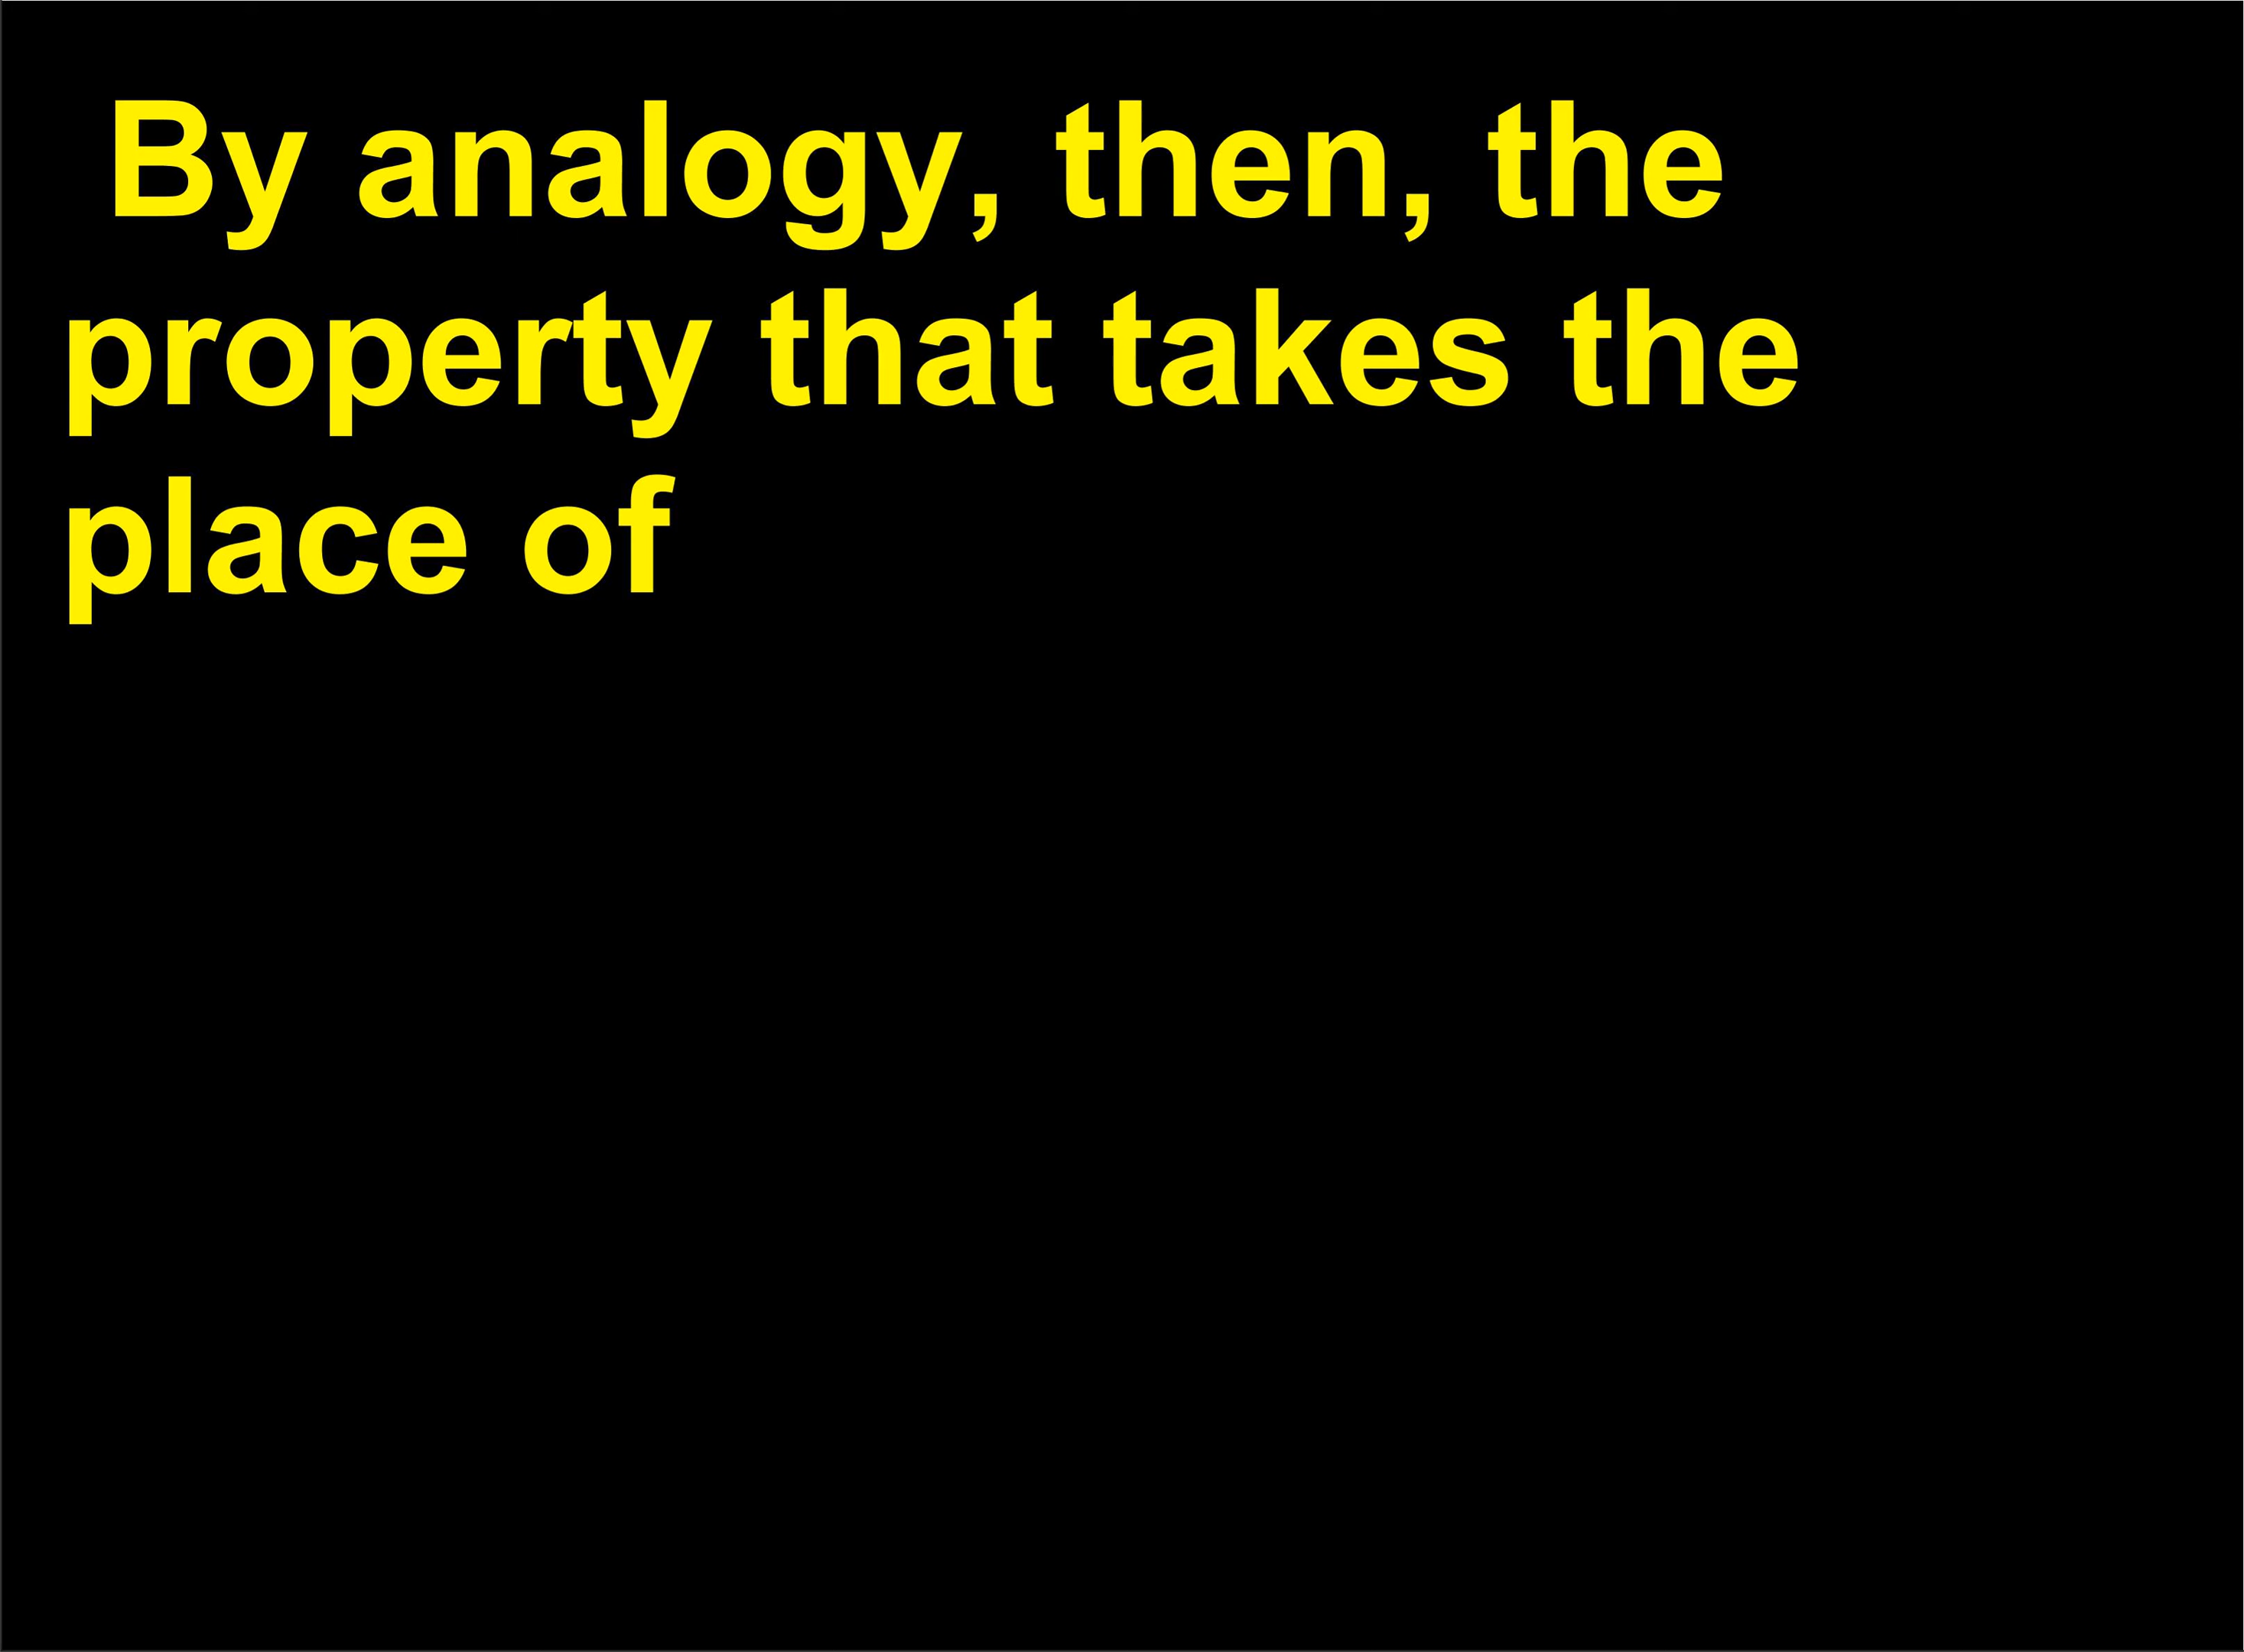 By analogy, then, the
property that takes the
place of